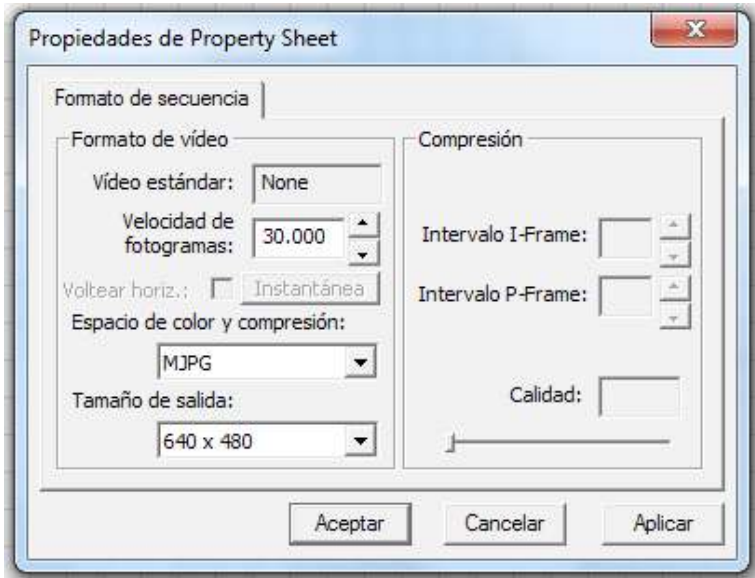 Propiedades de Property Sheet
Formato de secuencia
Formato de vídeo
Vídeo estándar: None
Velocidad de
fotogramas: 30.000
Voltear horiz.: Instantánea
Espacio de color y compresión:
MJPG
Tamaño de salida:
640 x 480
Compresión
Intervalo I-Frame:
Intervalo P-Frame:
Calidad:
Aceptar Cancelar Aplicar